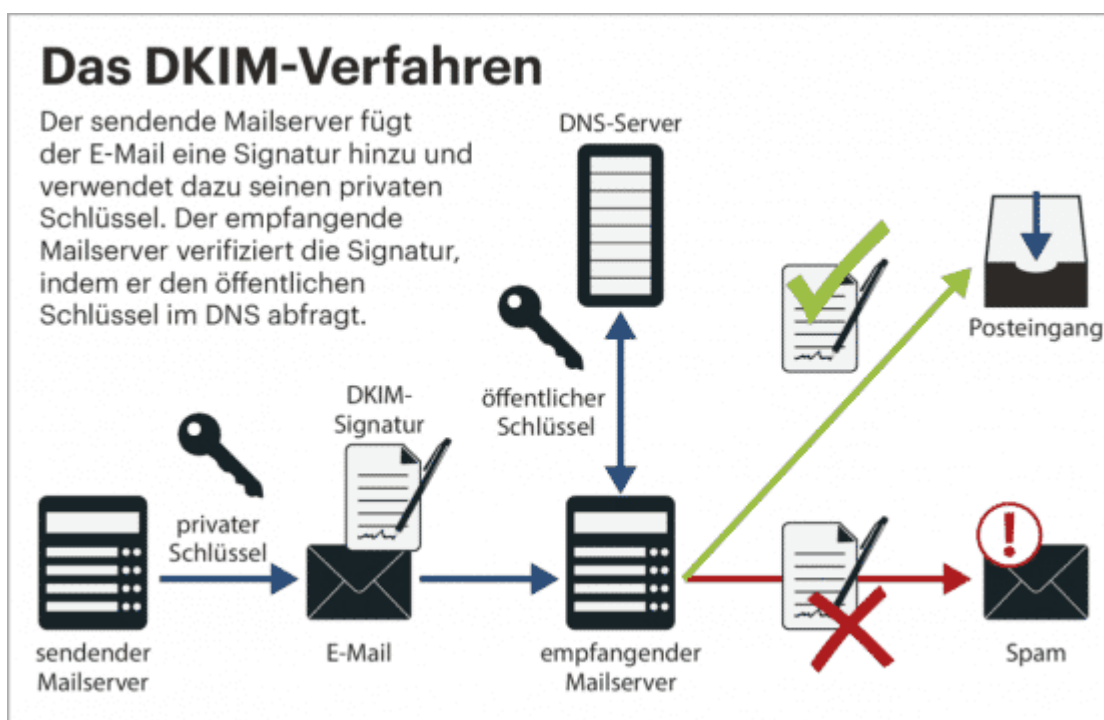 Das DKIM-Verfahren
Der sendende Mailserver fügt
der E-Mail eine Signatur hinzu und
verwendet dazu seinen privaten
Schlüssel. Der empfangende
Mailserver verifiziert die Signatur,
indem er den öffentlichen
Schlüssel im DNS abfragt.
DNS-Server
Posteingang
öffentlicher
Schlüssel
DKIM-
Signatur
privater
Schlüssel
sendender
Mailserver
E-Mail
empfangender
Mailserver
Spam